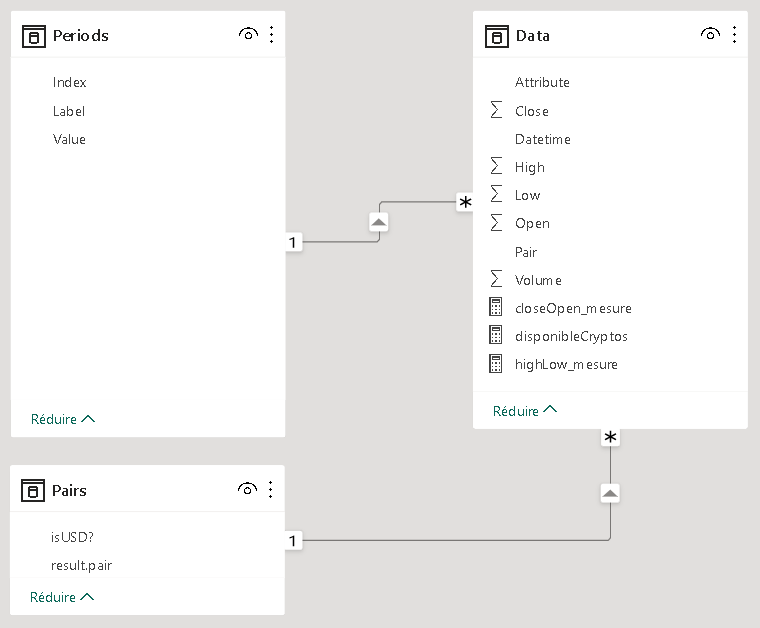 Periods
Index
Label
Value
Réduire
Data
Attribute
Close
Datetime
High
Low
Open
Pair
Volume
closeOpen_mesure
disponibleCryptos
highLow_mesure
Réduire
1
*
Pairs
isUSD?
result.pair
Réduire
1
*